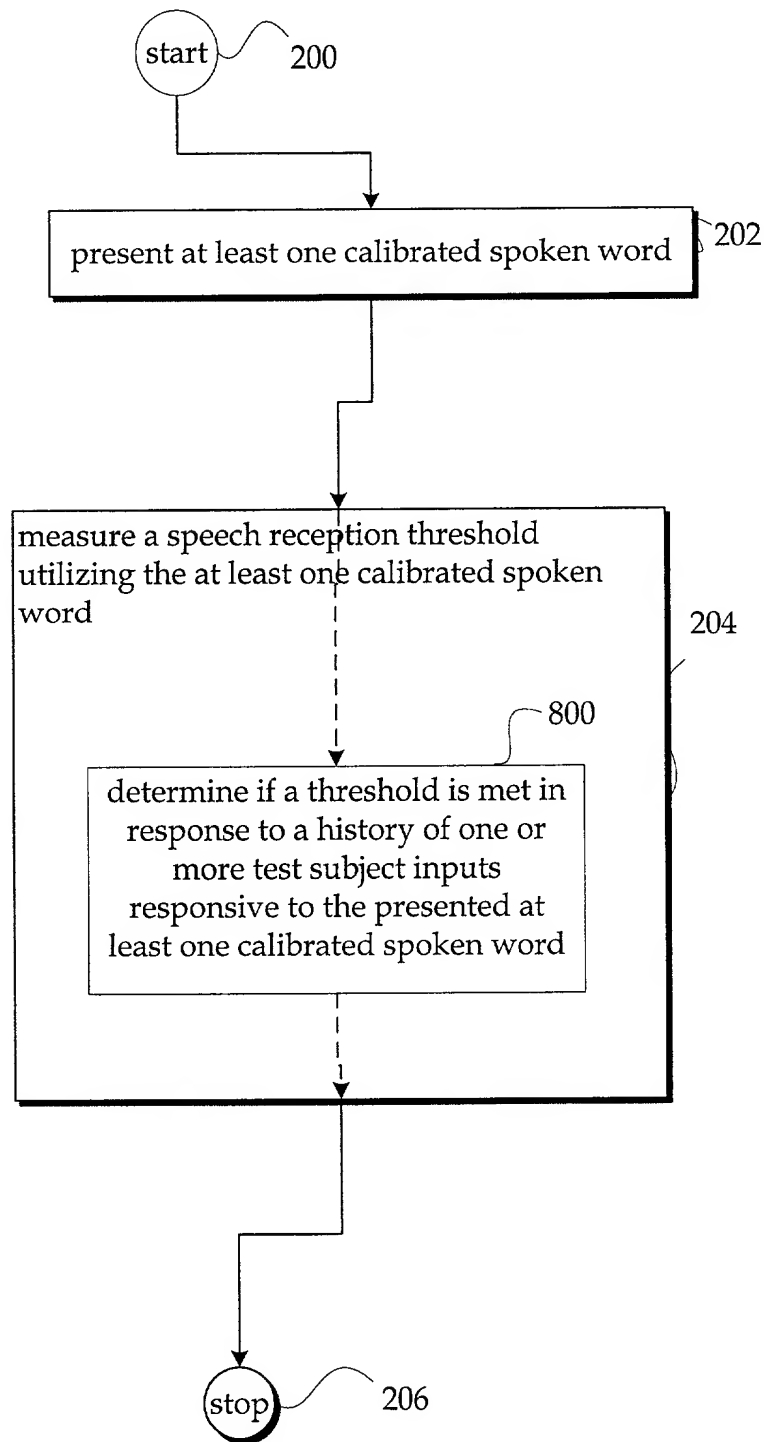 start
200
present at least one calibrated spoken word
202
measure a speech reception threshold
utilizing the at least one calibrated spoken
word
204
800
determine if a threshold is met in
response to a history of one or
more test subject inputs
responsive to the presented at
least one calibrated spoken word
stop
206